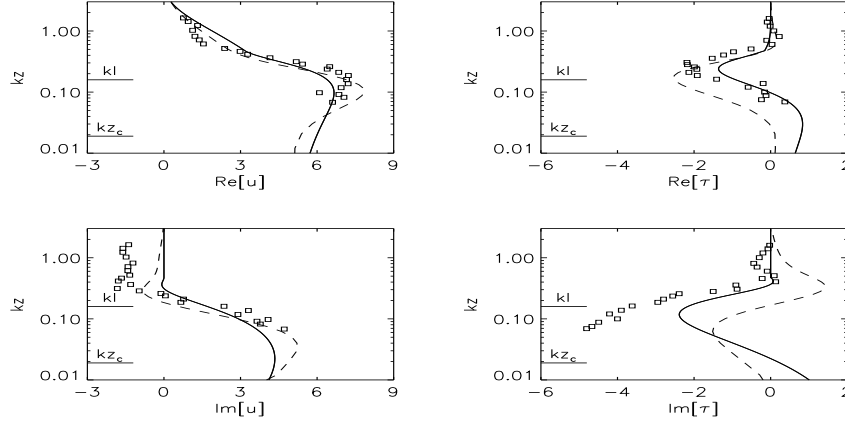 1.00
kl
kz
0.10
kz_c
0.01
−3 0 3 6 9
Re[u]
1.00
kl
kz
0.10
kz_c
0.01
−6 −4 −2 0 2
Re[τ]
1.00
kl
kz
0.10
kz_c
0.01
−3 0 3 6 9
Im[u]
1.00
kl
kz
0.10
kz_c
0.01
−6 −4 −2 0 2
Im[τ]